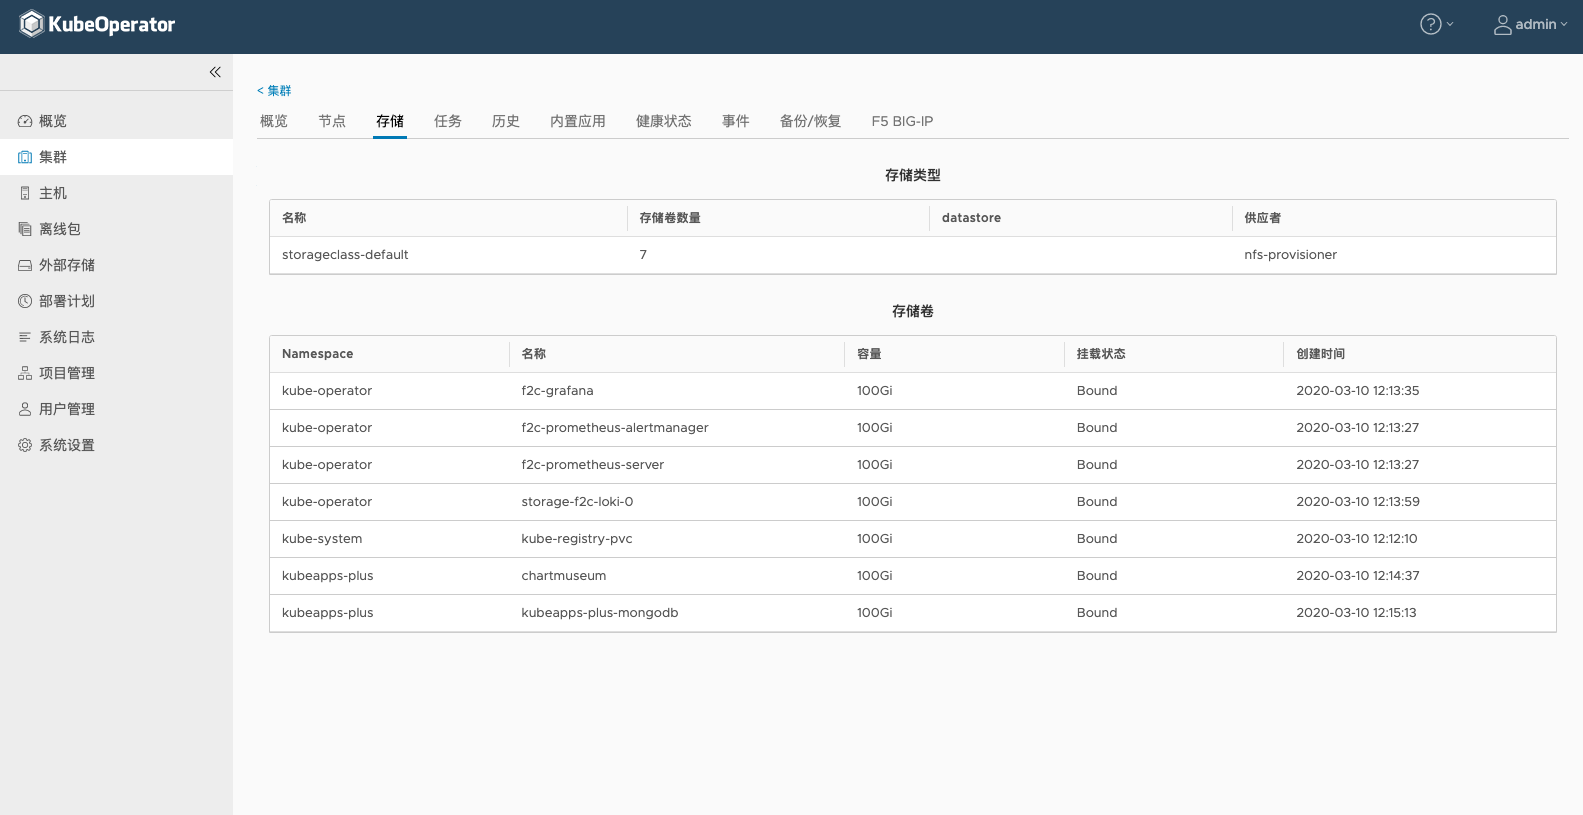 KubeOperator
admin
概览
集群
主机
离线包
外部存储
部署计划
系统日志
项目管理
用户管理
系统设置
< 集群
概览 节点 存储 任务 历史 内置应用 健康状态 事件 备份/恢复 F5 BIG-IP
存储类型
名称 存储卷数量 datastore 供应者
storageclass-default 7 nfs-provisioner
存储卷
Namespace 名称 容量 挂载状态 创建时间
kube-operator f2c-grafana 100Gi Bound 2020-03-10 12:13:35
kube-operator f2c-prometheus-alertmanager 100Gi Bound 2020-03-10 12:13:27
kube-operator f2c-prometheus-server 100Gi Bound 2020-03-10 12:13:27
kube-operator storage-f2c-loki-0 100Gi Bound 2020-03-10 12:13:59
kube-system kube-registry-pvc 100Gi Bound 2020-03-10 12:12:10
kubeapps-plus chartmuseum 100Gi Bound 2020-03-10 12:14:37
kubeapps-plus kubeapps-plus-mongodb 100Gi Bound 2020-03-10 12:15:13